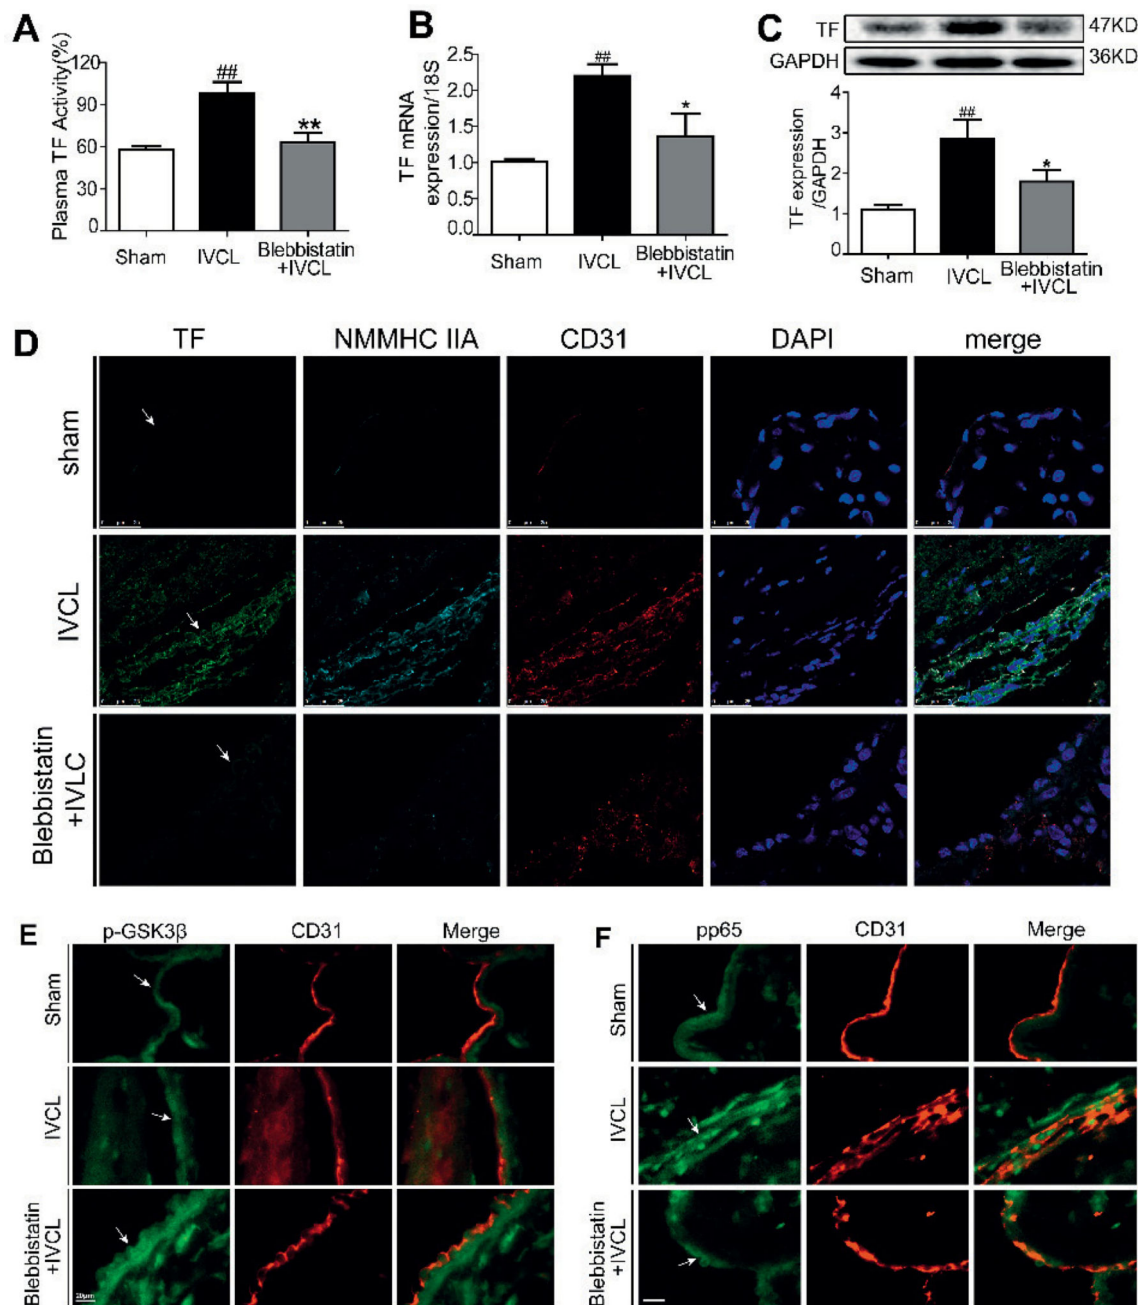 A
Plasma TF Activity(%)
120
90
60
30
0
##
**
Sham
IVCL
Blebbistatin
+IVCL
B
TF mRNA
expression/18S
2.5
2.0
1.5
1.0
0.5
0.0
##
*
Sham
IVCL
Blebbistatin
+IVCL
C
TF
47KD
GAPDH
36KD
TF expression
/GAPDH
4
3
2
1
0
##
*
Sham
IVCL
Blebbistatin
+IVCL
D
TF NMMHC IIA CD31 DAPI merge
sham
IVCL
Blebbistatin
+IVLC
E
p-GSK3β CD31 Merge
Sham
IVCL
Blebbistatin
+IVCL
20μm
F
pp65 CD31 Merge
Sham
IVCL
Blebbistatin
+IVCL